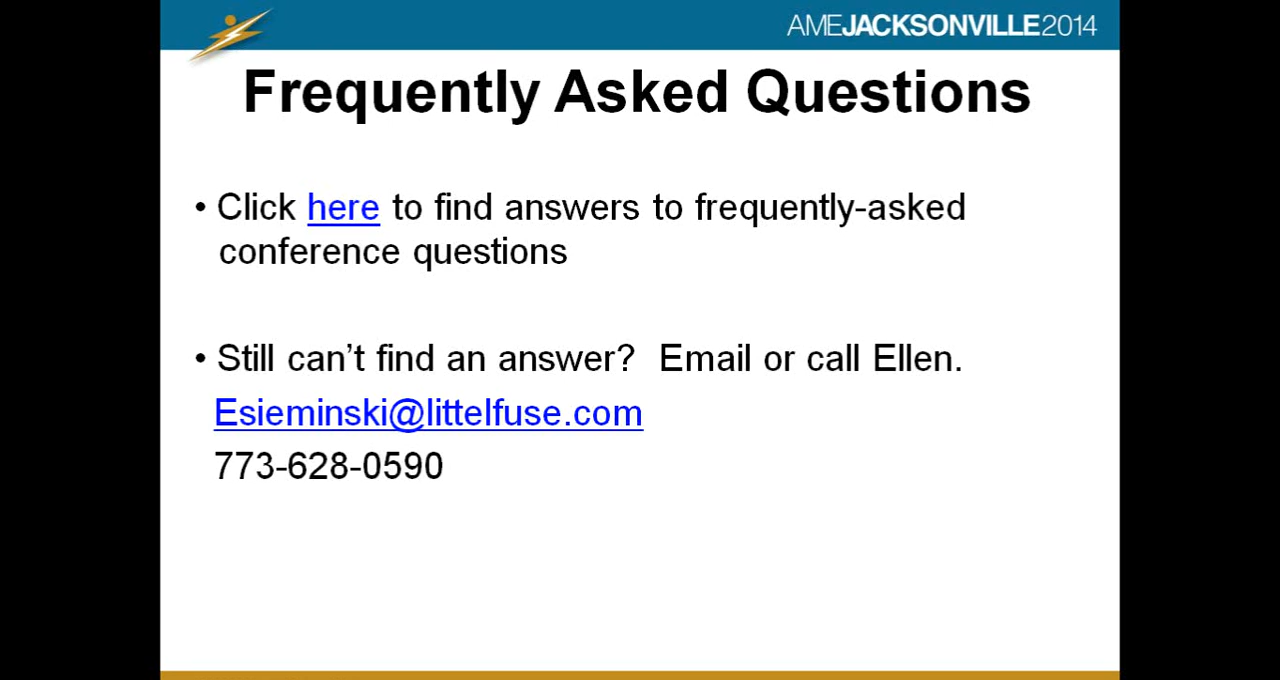 AMEJACKSONVILLE2014
Frequently Asked Questions
• Click here to find answers to frequently-asked
conference questions
• Still can’t find an answer?  Email or call Ellen.
Esieminski@littelfuse.com
773-628-0590